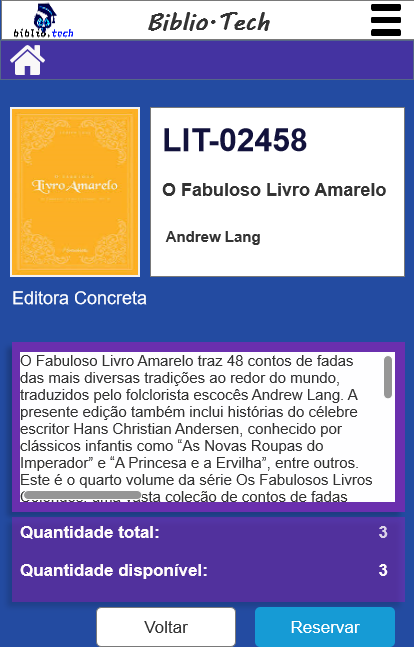 biblio.tech
Biblio·Tech
Livro Amarelo
LIT-02458
O Fabuloso Livro Amarelo
Andrew Lang
Editora Concreta
O Fabuloso Livro Amarelo traz 48 contos de fadas
das mais diversas tradições ao redor do mundo,
traduzidos pelo folclorista escocês Andrew Lang. A
presente edição também inclui histórias do célebre
escritor Hans Christian Andersen, conhecido por
clássicos infantis como “As Novas Roupas do
Imperador” e “A Princesa e a Ervilha”, entre outros.
Este é o quarto volume da série Os Fabulosos Livros
uma vasta coleção de contos de fadas
Quantidade total: 3
Quantidade disponível: 3
Voltar
Reservar